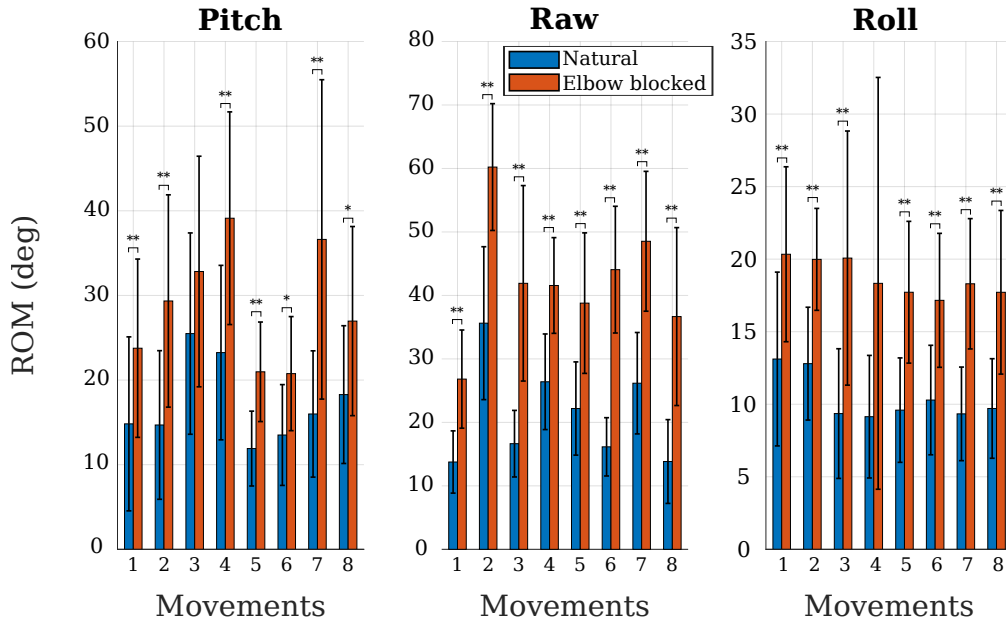 Pitch
Raw
Roll
ROM (deg)
60
50
40
30
20
10
0
** ** ** ** * ** *
1 2 3 4 5 6 7 8
Movements
80
70
60
50
40
30
20
10
0
Natural
Elbow blocked
** ** ** ** ** ** ** **
1 2 3 4 5 6 7 8
Movements
35
30
25
20
15
10
5
0
** ** ** ** ** ** **
1 2 3 4 5 6 7 8
Movements